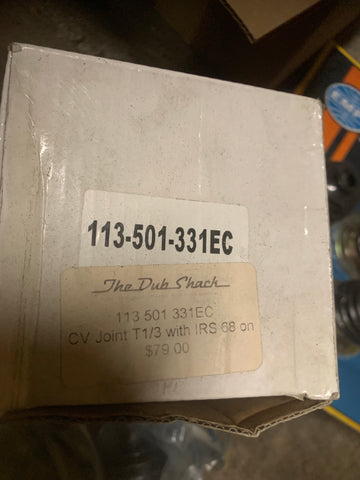 113-501-331EC
The Dub Shack
113 501 331EC
CV Joint T1/3 with IRS 68 on
$79.00